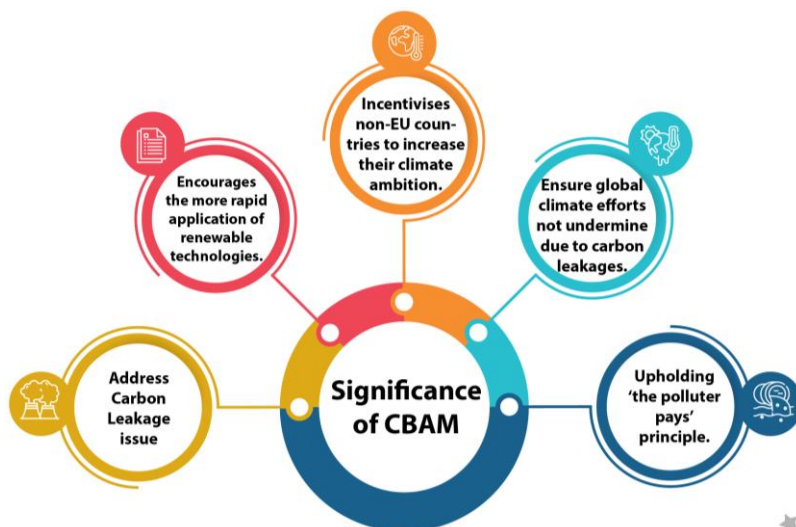 Incentivises
non-EU coun-
tries to increase
their climate
ambition.
Encourages
the more rapid
application of
renewable
technologies.
Ensure global
climate efforts
not undermine
due to carbon
leakages.
Address
Carbon
Leakage
issue
Significance
of CBAM
Upholding
‘the polluter
pays’
principle.